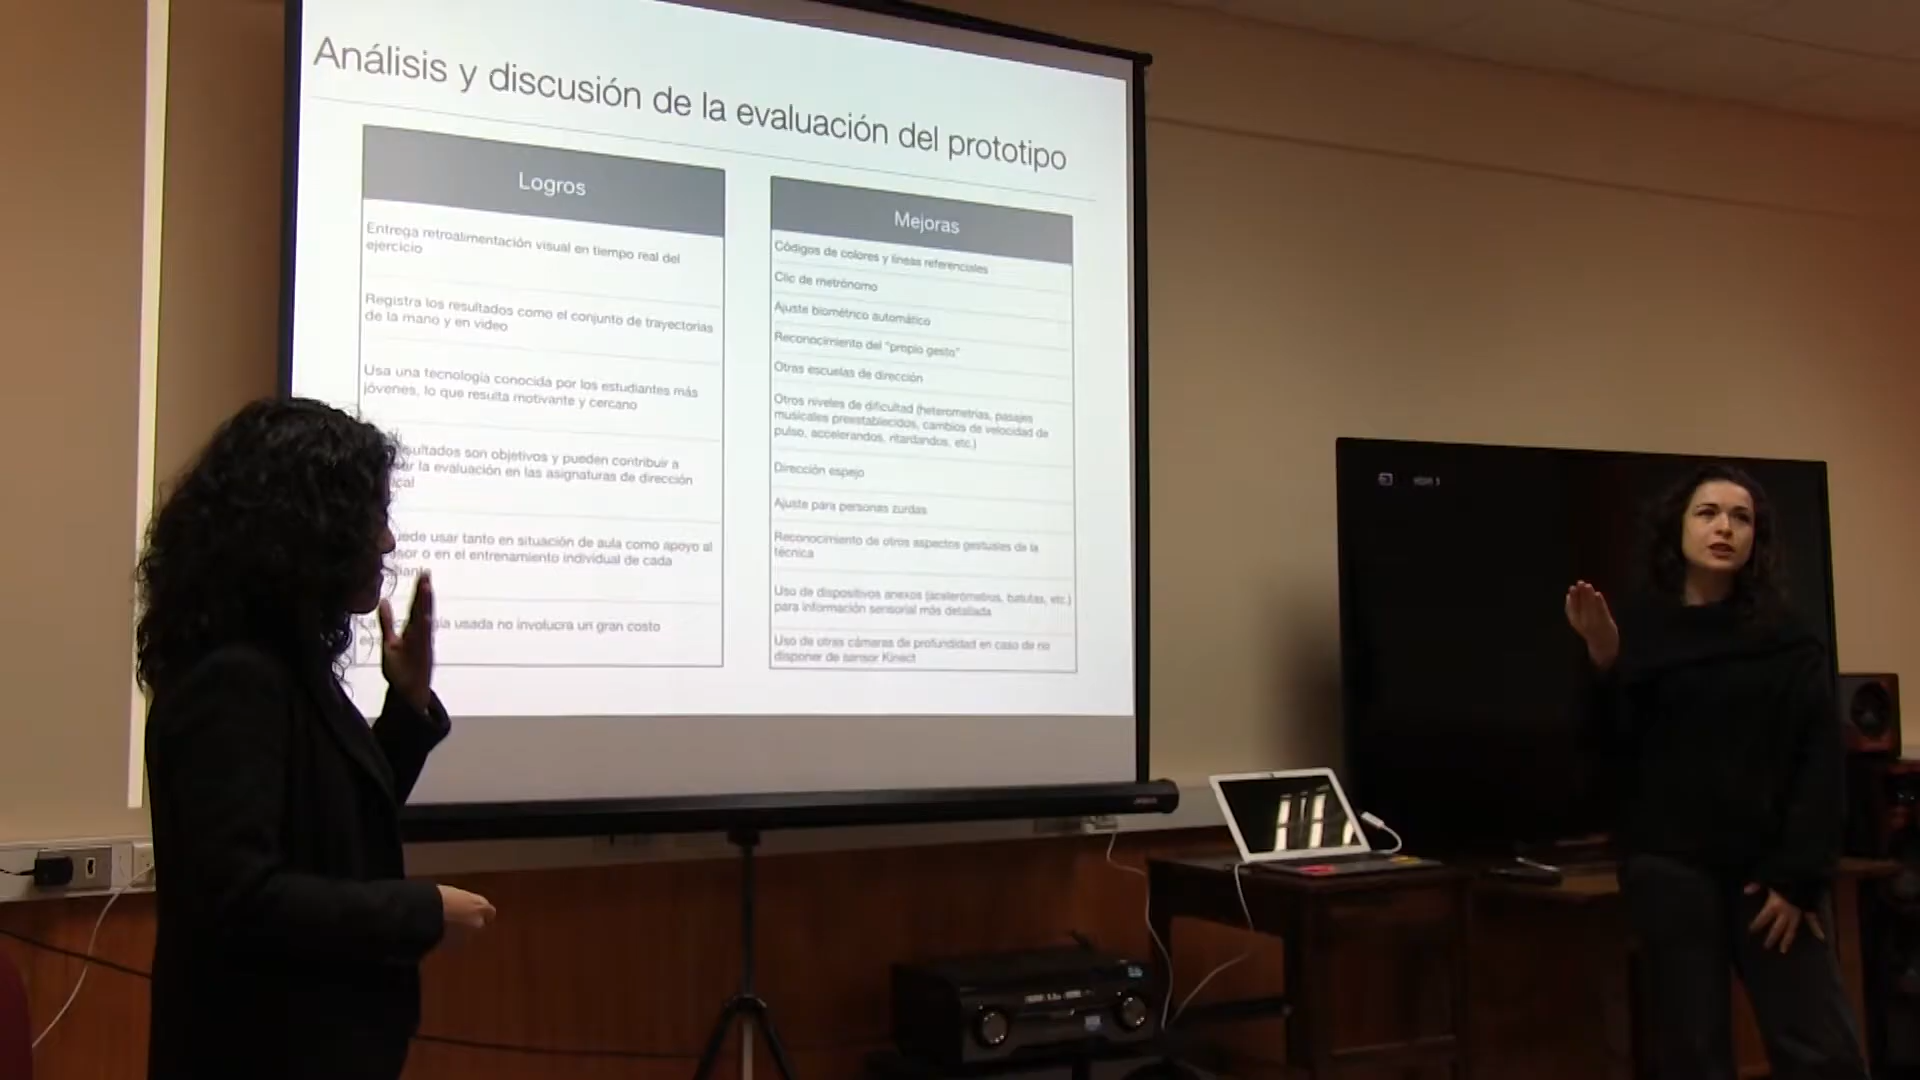 Análisis y discusión de la evaluación del prototipo
Logros
Entrega retroalimentación visual en tiempo real del
ejercicio
Registra los resultados como el conjunto de trayectorias
de la mano y en video
Usa una tecnología conocida por los estudiantes más
jóvenes, lo que resulta motivante y cercano
sultados son objetivos y pueden contribuir a
la evaluación en las asignaturas de dirección
cal
uede usar tanto en situación de aula como apoyo al
sor o en el entrenamiento individual de cada
usada no involucra un gran costo
Mejoras
Códigos de colores y líneas referenciales
Clic de metrónomo
Ajuste biométrico automático
Reconocimiento del "propio gesto"
Otras escuelas de dirección
Otros niveles de dificultad (heterometrías, pasajes
musicales preestablecidos, cambios de velocidad de
pulso, accelerandos, ritardandos, etc.)
Dirección espejo
Ajuste para personas zurdas
Reconocimiento de otros aspectos gestuales de la
técnica
Uso de dispositivos anexos (acelerómetros, batutas, etc.)
para información sensorial más detallada
Uso de otras cámaras de profundidad en caso de no
disponer de sensor Kinect